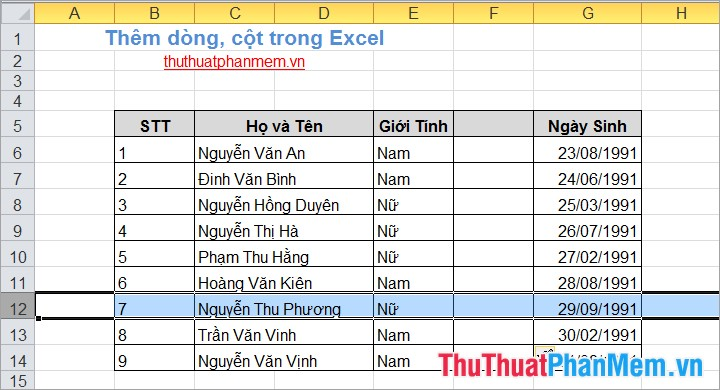 A B C D E F G H
1 Thêm dòng, cột trong Excel
2 thuthuatphanmem.vn
3
4
5 STT Họ và Tên Giới Tính Ngày Sinh
6 1 Nguyễn Văn An Nam 23/08/1991
7 2 Đinh Văn Bình Nam 24/06/1991
8 3 Nguyễn Hồng Duyên Nữ 25/03/1991
9 4 Nguyễn Thị Hà Nữ 26/07/1991
10 5 Phạm Thu Hằng Nữ 27/02/1991
11 6 Hoàng Văn Kiên Nam 28/08/1991
12 7 Nguyễn Thu Phương Nữ 29/09/1991
13 8 Trần Văn Vinh Nam 30/02/1991
14 9 Nguyễn Văn Vịnh Nam
ThuThuatPhanMem.vn
15